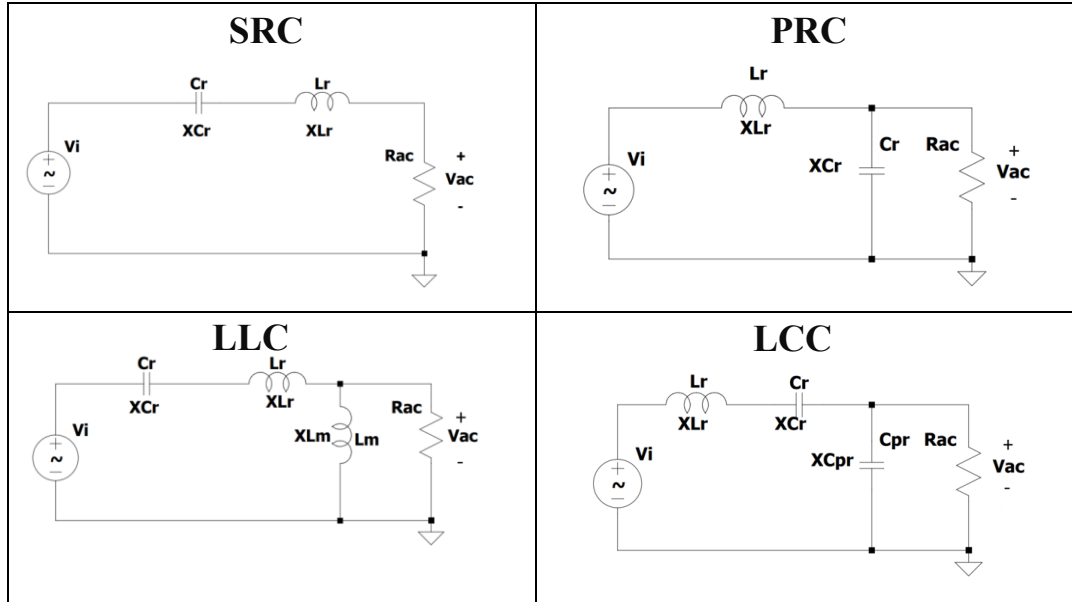 SRC
Cr
Lr
XCr
XLr
Vi
+
~
-
Rac
+
Vac
-
PRC
Lr
XLr
Cr
Rac
Vi
XCr
+
Vac
-
+
~
-
LLC
Cr
Lr
XCr
XLr
Rac
Vi
XLm
Lm
+
Vac
-
+
~
-
LCC
Lr
Cr
XLr
XCr
Cpr
Rac
Vi
XCpr
+
Vac
-
+
~
-